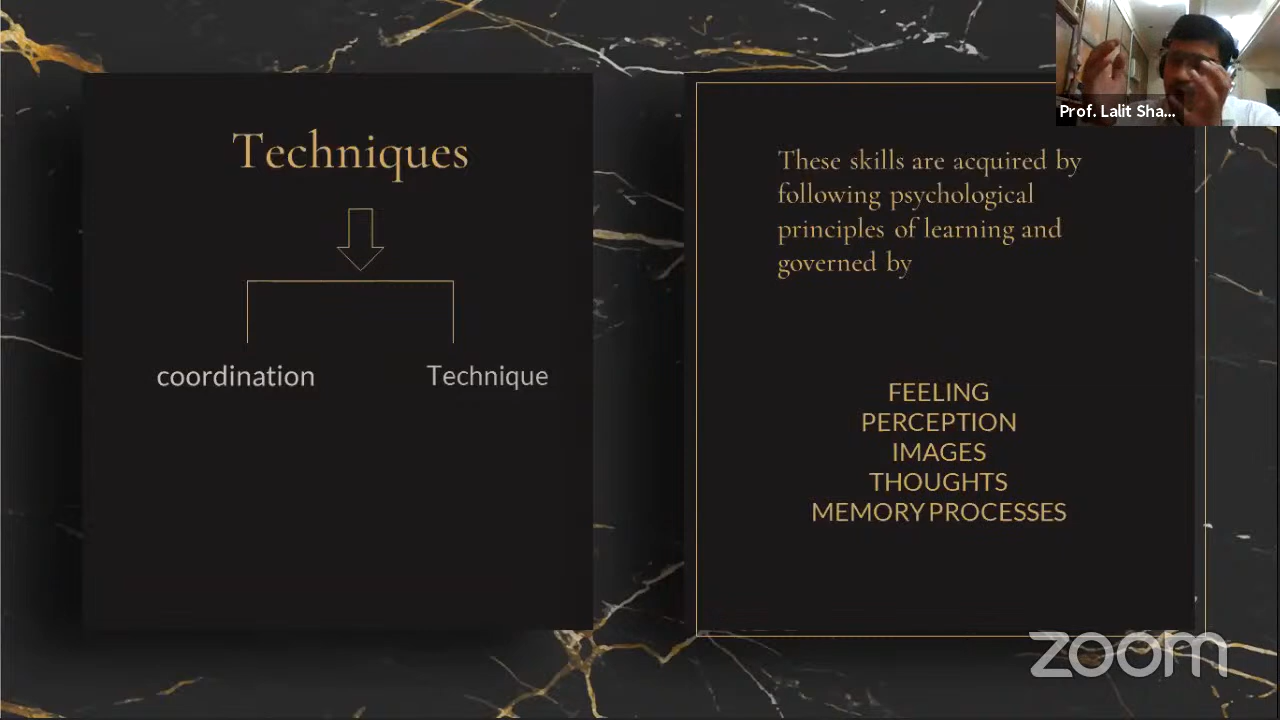 Techniques
coordination
Technique
These skills are acquired by
following psychological
principles of learning and
governed by
FEELING
PERCEPTION
IMAGES
THOUGHTS
MEMORY PROCESSES
Prof. Lalit Sha...
zoom